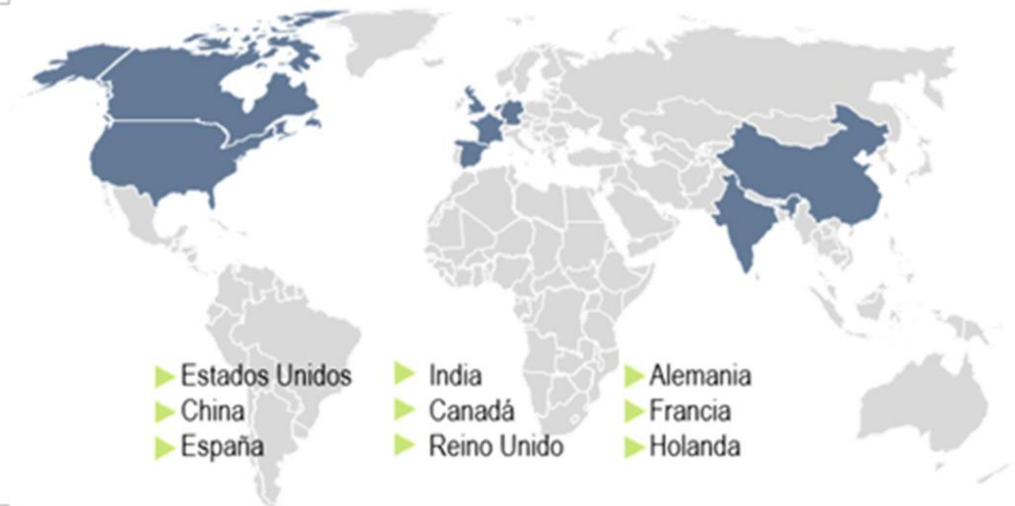 Estados Unidos
China
España
India
Canadá
Reino Unido
Alemania
Francia
Holanda